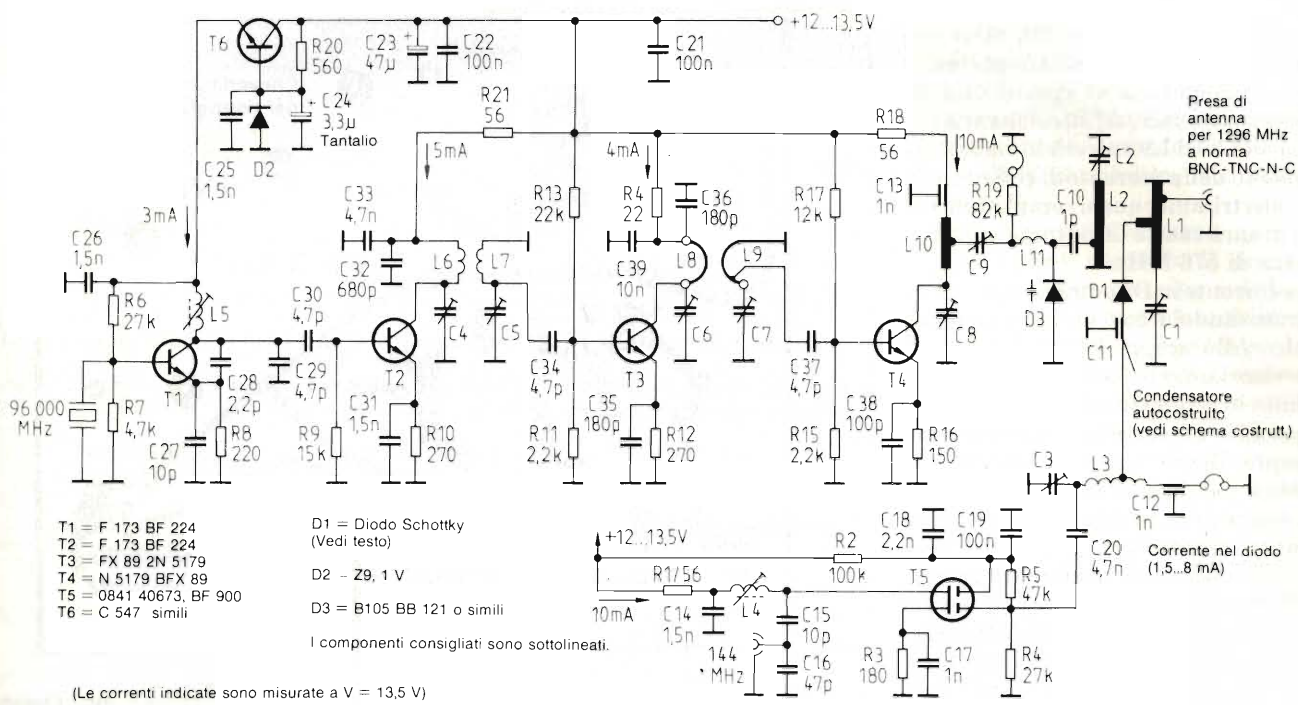 +12...13,5V
T6
R20
560
C23
47µ
+
C22
100n
C21
100n
+
C24
3,3µ
Tantalio
C25
1,5n
D2
R21
56
5mA
4mA
R18
56
10mA
Presa di
antenna
per 1296 MHz
a norma
BNC-TNC-N-C
C2
C13
1n
R19
82k
C10
1p
L2
L1
3mA
C33
4,7n
R13
22k
R4
22
C36
180p
R17
12k
C26
1,5n
C32
680p
L6
L7
C39
10n
L8
L9
L10
C9
L11
D3
D1
C11
C1
R6
27k
L5
C30
4,7p
C4
C5
C6
C7
C8
T1
C28
2,2p
C29
4,7p
T2
C34
4,7p
T3
C37
4,7p
T4
96 000
MHz
R7
4,7k
C27
10p
R8
220
R9
15k
C31
1,5n
R10
270
R11
2,2k
C35
180p
R12
270
R15
2,2k
C38
100p
R16
150
Condensatore
autocostruito
(vedi schema costrutt.)
C3
L3
C12
1n
C20
4,7n
Corrente nel diodo
(1,5...8 mA)
T1 = F 173 BF 224
T2 = F 173 BF 224
T3 = FX 89 2N 5179
T4 = N 5179 BFX 89
T5 = 0841 40673, BF 900
T6 = C 547 simili
D1 = Diodo Schottky
(Vedi testo)
D2 - Z9, 1 V
D3 = B105 BB 121 o simili
I componenti consigliati sono sottolineati.
+12...13,5V
R1/56
10mA
C14
1,5n
L4
R2
100k
C15
10p
144
MHz
C16
47p
C18
2,2n
C19
100n
T5
R5
47k
R3
180
C17
1n
R4
27k
(Le correnti indicate sono misurate a V = 13,5 V)